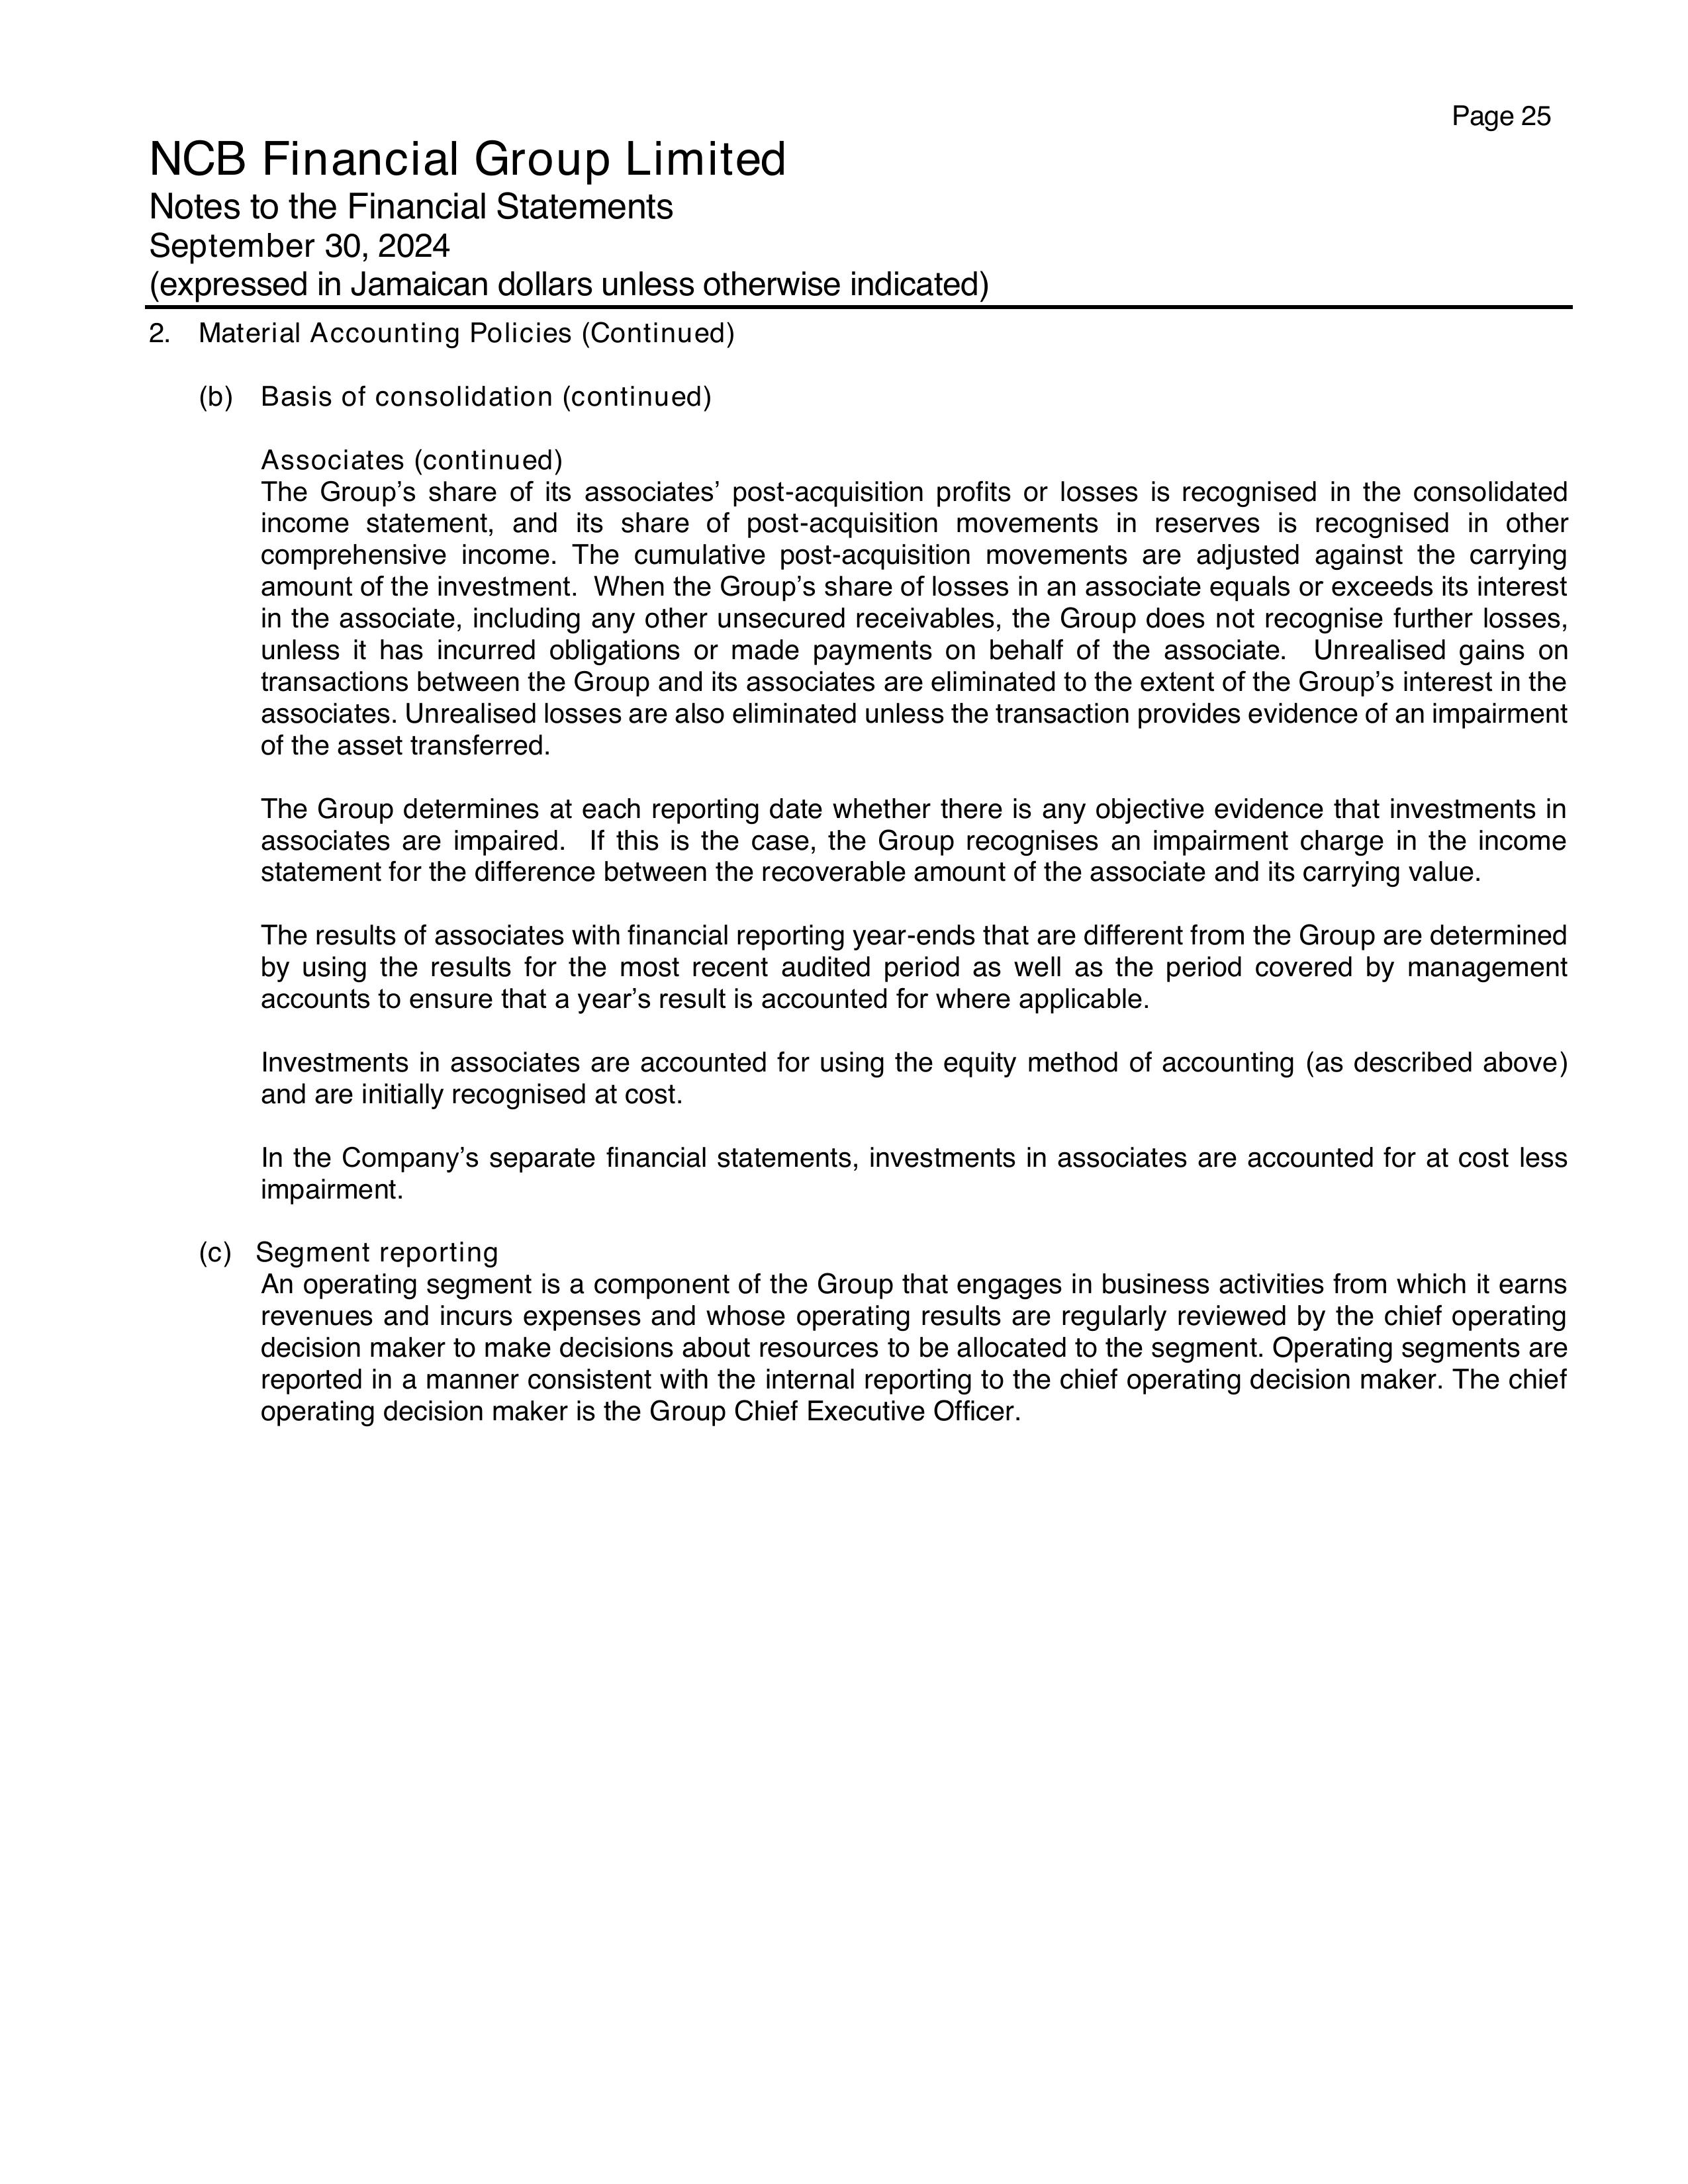 Page 25
NCB Financial Group Limited
Notes to the Financial Statements
September 30, 2024
(expressed in Jamaican dollars unless otherwise indicated)
2. Material Accounting Policies (Continued)
(b) Basis of consolidation (continued)
Associates (continued)
The Group’s share of its associates’ post-acquisition profits or losses is recognised in the consolidated
income statement, and its share of post-acquisition movements in reserves is recognised in other
comprehensive income. The cumulative post-acquisition movements are adjusted against the carrying
amount of the investment. When the Group’s share of losses in an associate equals or exceeds its interest
in the associate, including any other unsecured receivables, the Group does not recognise further losses,
unless it has incurred obligations or made payments on behalf of the associate. Unrealised gains on
transactions between the Group and its associates are eliminated to the extent of the Group’s interest in the
associates. Unrealised losses are also eliminated unless the transaction provides evidence of an impairment
of the asset transferred.
The Group determines at each reporting date whether there is any objective evidence that investments in
associates are impaired. If this is the case, the Group recognises an impairment charge in the income
statement for the difference between the recoverable amount of the associate and its carrying value.
The results of associates with financial reporting year-ends that are different from the Group are determined
by using the results for the most recent audited period as well as the period covered by management
accounts to ensure that a year’s result is accounted for where applicable.
Investments in associates are accounted for using the equity method of accounting (as described above)
and are initially recognised at cost.
In the Company’s separate financial statements, investments in associates are accounted for at cost less
impairment.
(c) Segment reporting
An operating segment is a component of the Group that engages in business activities from which it earns
revenues and incurs expenses and whose operating results are regularly reviewed by the chief operating
decision maker to make decisions about resources to be allocated to the segment. Operating segments are
reported in a manner consistent with the internal reporting to the chief operating decision maker. The chief
operating decision maker is the Group Chief Executive Officer.